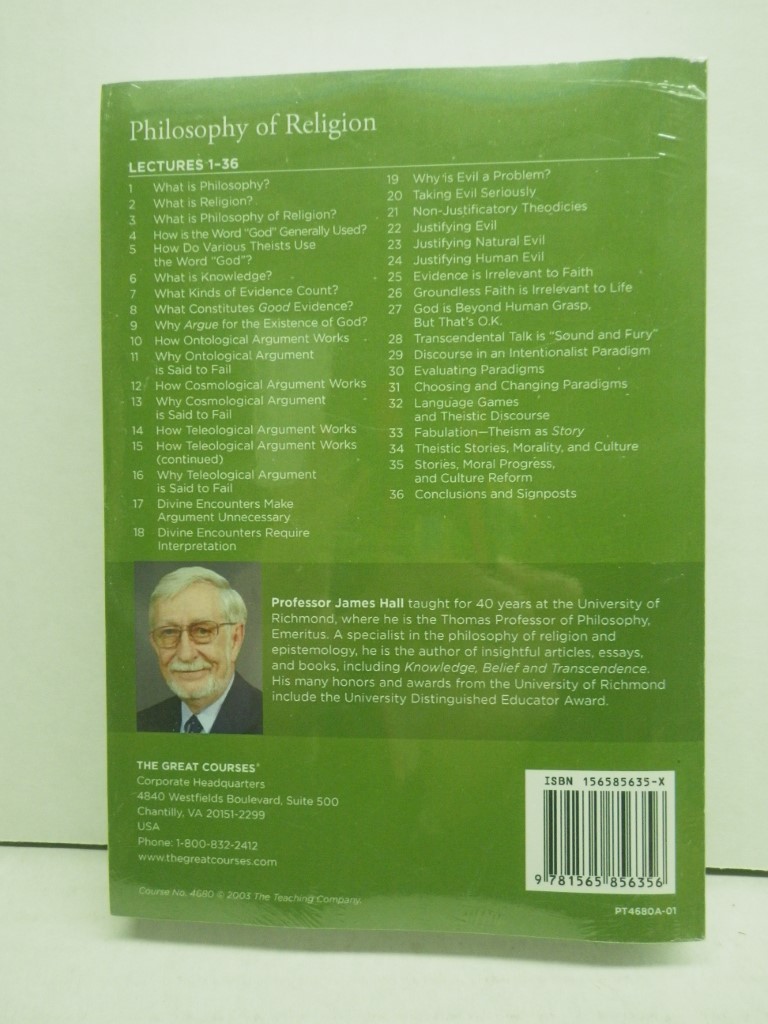 Philosophy of Religion
LECTURES 1–36
1 What is Philosophy?
2 What is Religion?
3 What is Philosophy of Religion?
4 How is the Word "God" Generally Used?
5 How Do Various Theists Use
the Word "God"?
6 What is Knowledge?
7 What Kinds of Evidence Count?
8 What Constitutes Good Evidence?
9 Why Argue for the Existence of God?
10 How Ontological Argument Works
11 Why Ontological Argument
is Said to Fail
12 How Cosmological Argument Works
13 Why Cosmological Argument
is Said to Fail
14 How Teleological Argument Works
15 How Teleological Argument Works
(continued)
16 Why Teleological Argument
is Said to Fail
17 Divine Encounters Make
Argument Unnecessary
18 Divine Encounters Require
Interpretation
19 Why is Evil a Problem?
20 Taking Evil Seriously
21 Non-Justificatory Theodicies
22 Justifying Evil
23 Justifying Natural Evil
24 Justifying Human Evil
25 Evidence is Irrelevant to Faith
26 Groundless Faith is Irrelevant to Life
27 God is Beyond Human Grasp,
But That's O.K.
28 Transcendental Talk is "Sound and Fury"
29 Discourse in an Intentionalist Paradigm
30 Evaluating Paradigms
31 Choosing and Changing Paradigms
32 Language Games
and Theistic Discourse
33 Fabulation—Theism as Story
34 Theistic Stories, Morality, and Culture
35 Stories, Moral Progress,
and Culture Reform
36 Conclusions and Signposts
Professor James Hall taught for 40 years at the University of
Richmond, where he is the Thomas Professor of Philosophy,
Emeritus. A specialist in the philosophy of religion and
epistemology, he is the author of insightful articles, essays,
and books, including Knowledge, Belief and Transcendence.
His many honors and awards from the University of Richmond
include the University Distinguished Educator Award.
THE GREAT COURSES®
Corporate Headquarters
4840 Westfields Boulevard, Suite 500
Chantilly, VA 20151-2299
USA
Phone: 1-800-832-2412
www.thegreatcourses.com
Course No. 4680 © 2003 The Teaching Company.
ISBN 156585635-X
9 781565 856356
PT4680A-01